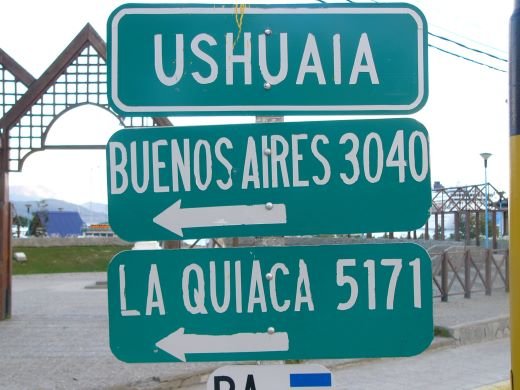 USHUAIA
BUENOS AIRES 3040
LA QUIACA 5171